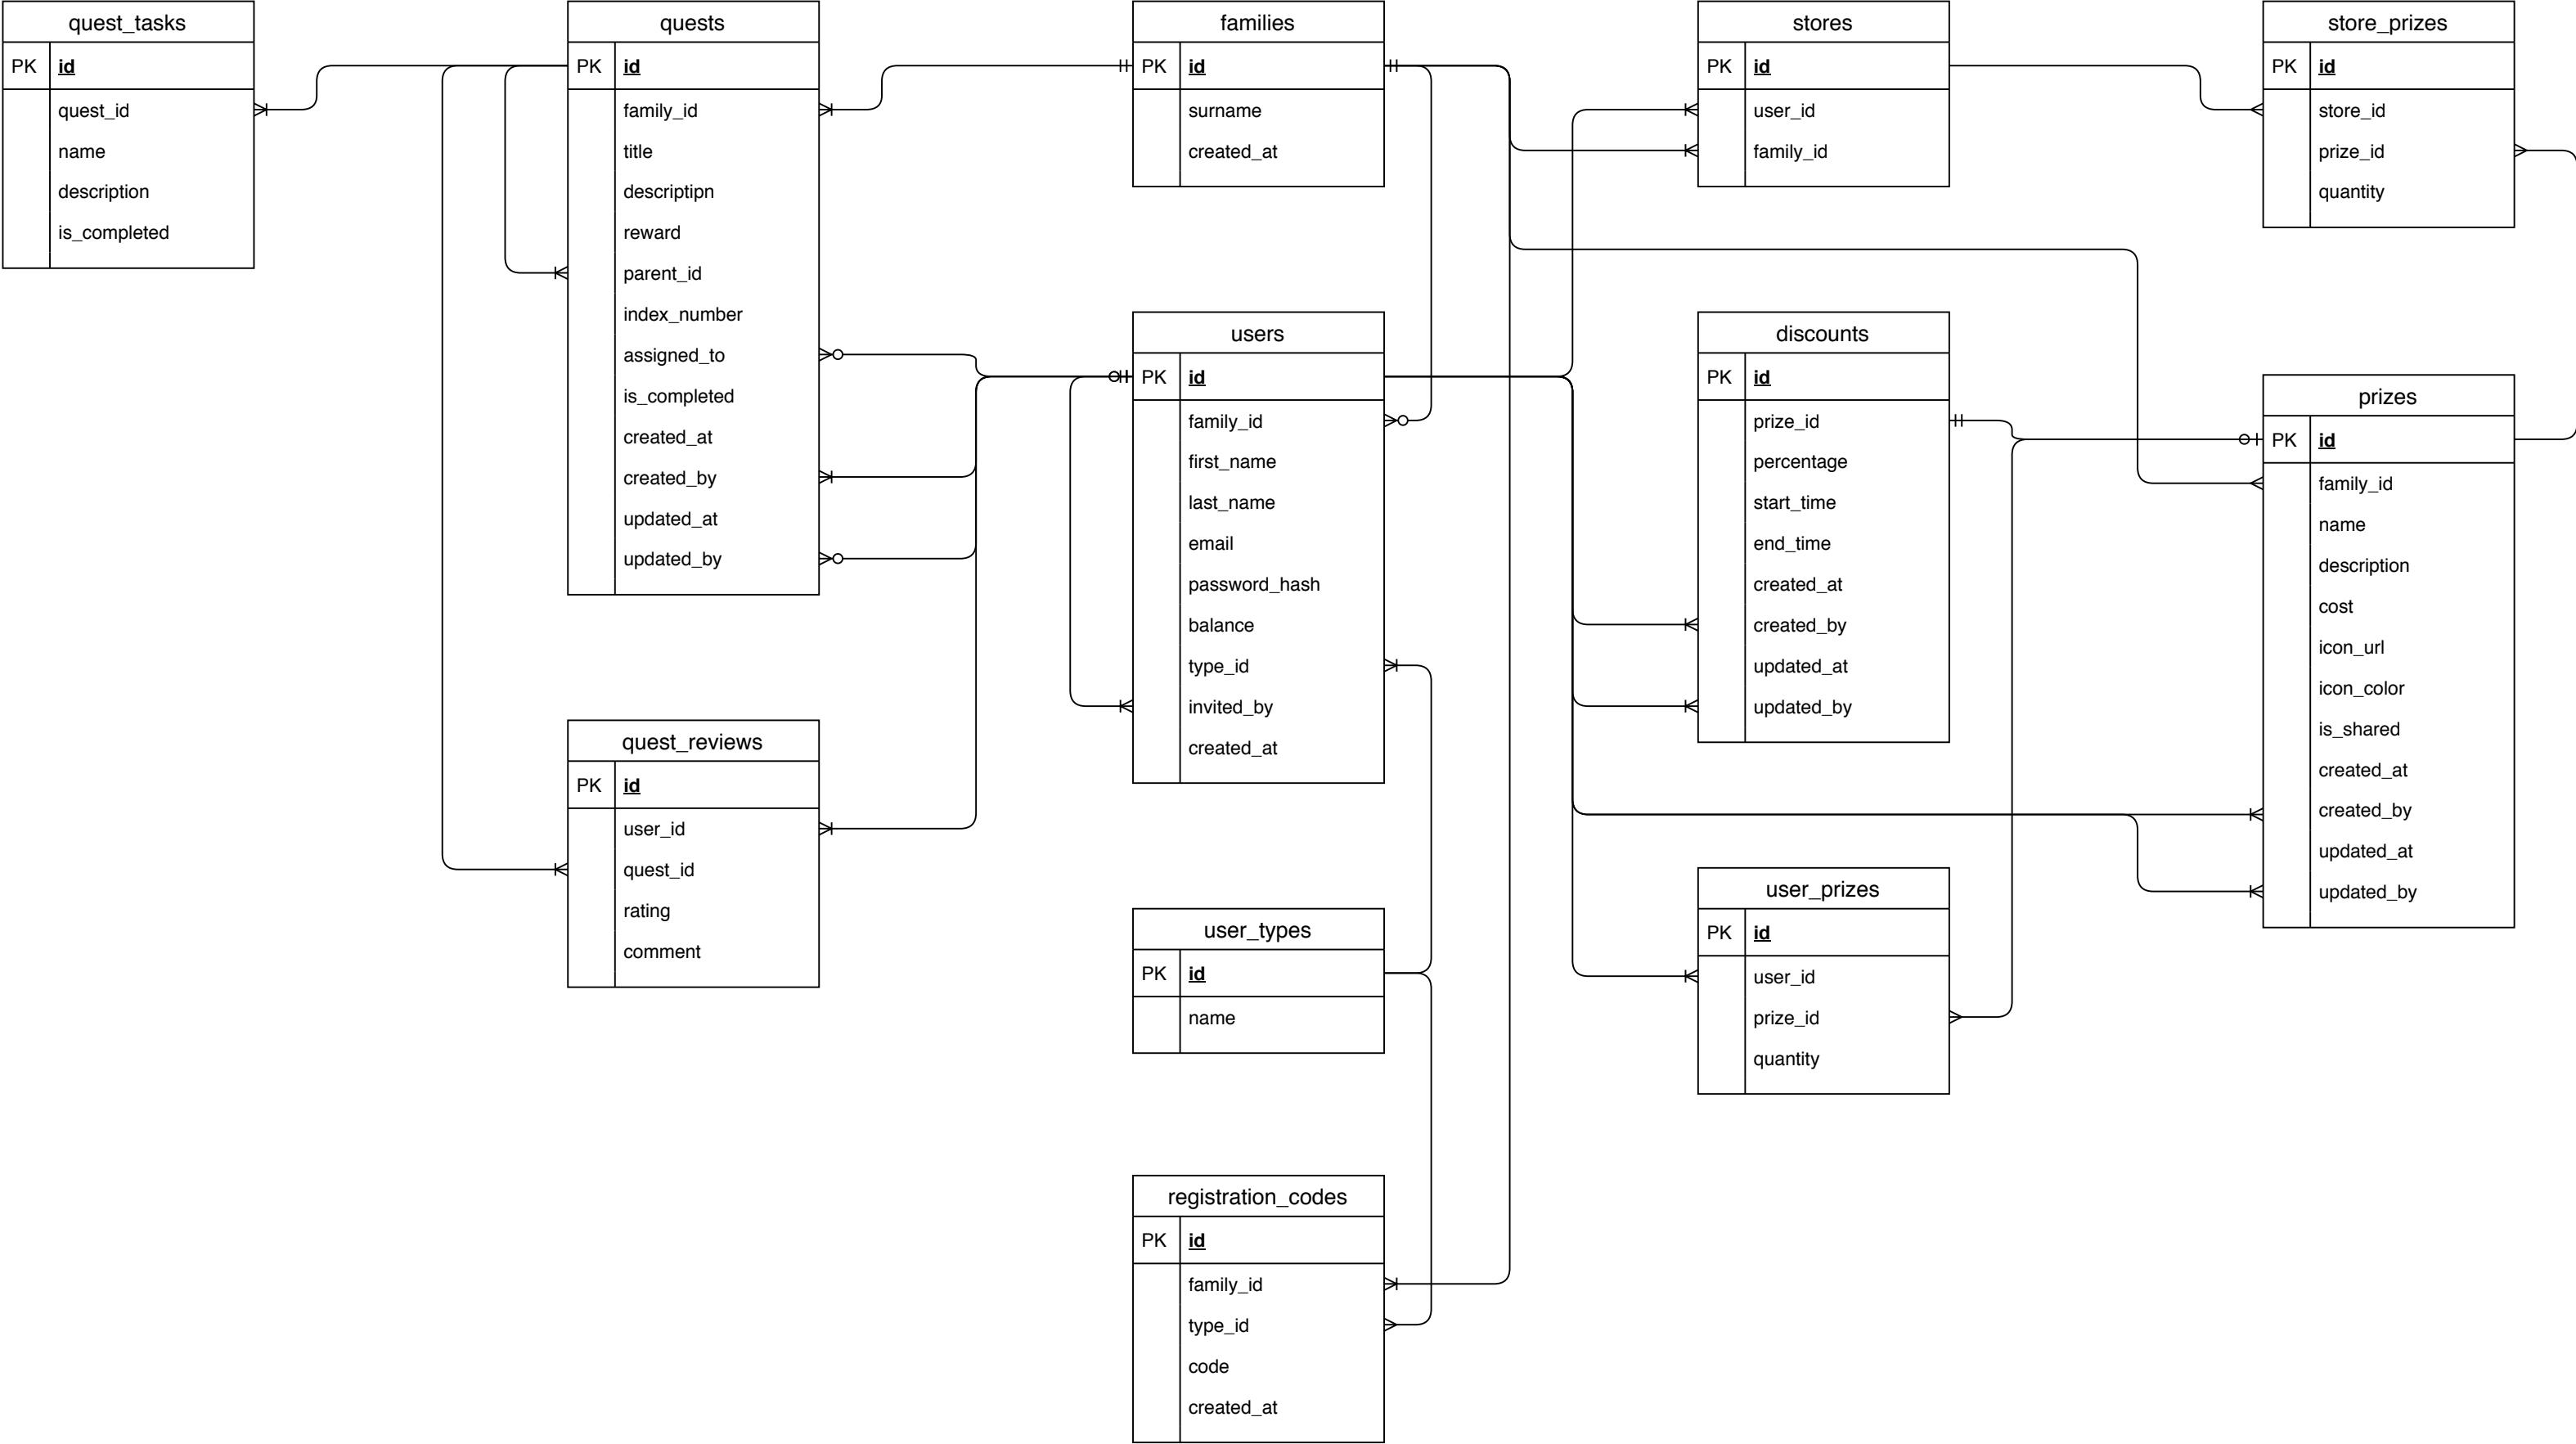 quest_tasks
PK id
quest_id
name
description
is_completed
quests
PK id
family_id
title
descriptipn
reward
parent_id
index_number
assigned_to
is_completed
created_at
created_by
updated_at
updated_by
quest_reviews
PK id
user_id
quest_id
rating
comment
families
PK id
surname
created_at
users
PK id
family_id
first_name
last_name
email
password_hash
balance
type_id
invited_by
created_at
user_types
PK id
name
registration_codes
PK id
family_id
type_id
code
created_at
stores
PK id
user_id
family_id
discounts
PK id
prize_id
percentage
start_time
end_time
created_at
created_by
updated_at
updated_by
user_prizes
PK id
user_id
prize_id
quantity
store_prizes
PK id
store_id
prize_id
quantity
prizes
PK id
family_id
name
description
cost
icon_url
icon_color
is_shared
created_at
created_by
updated_at
updated_by